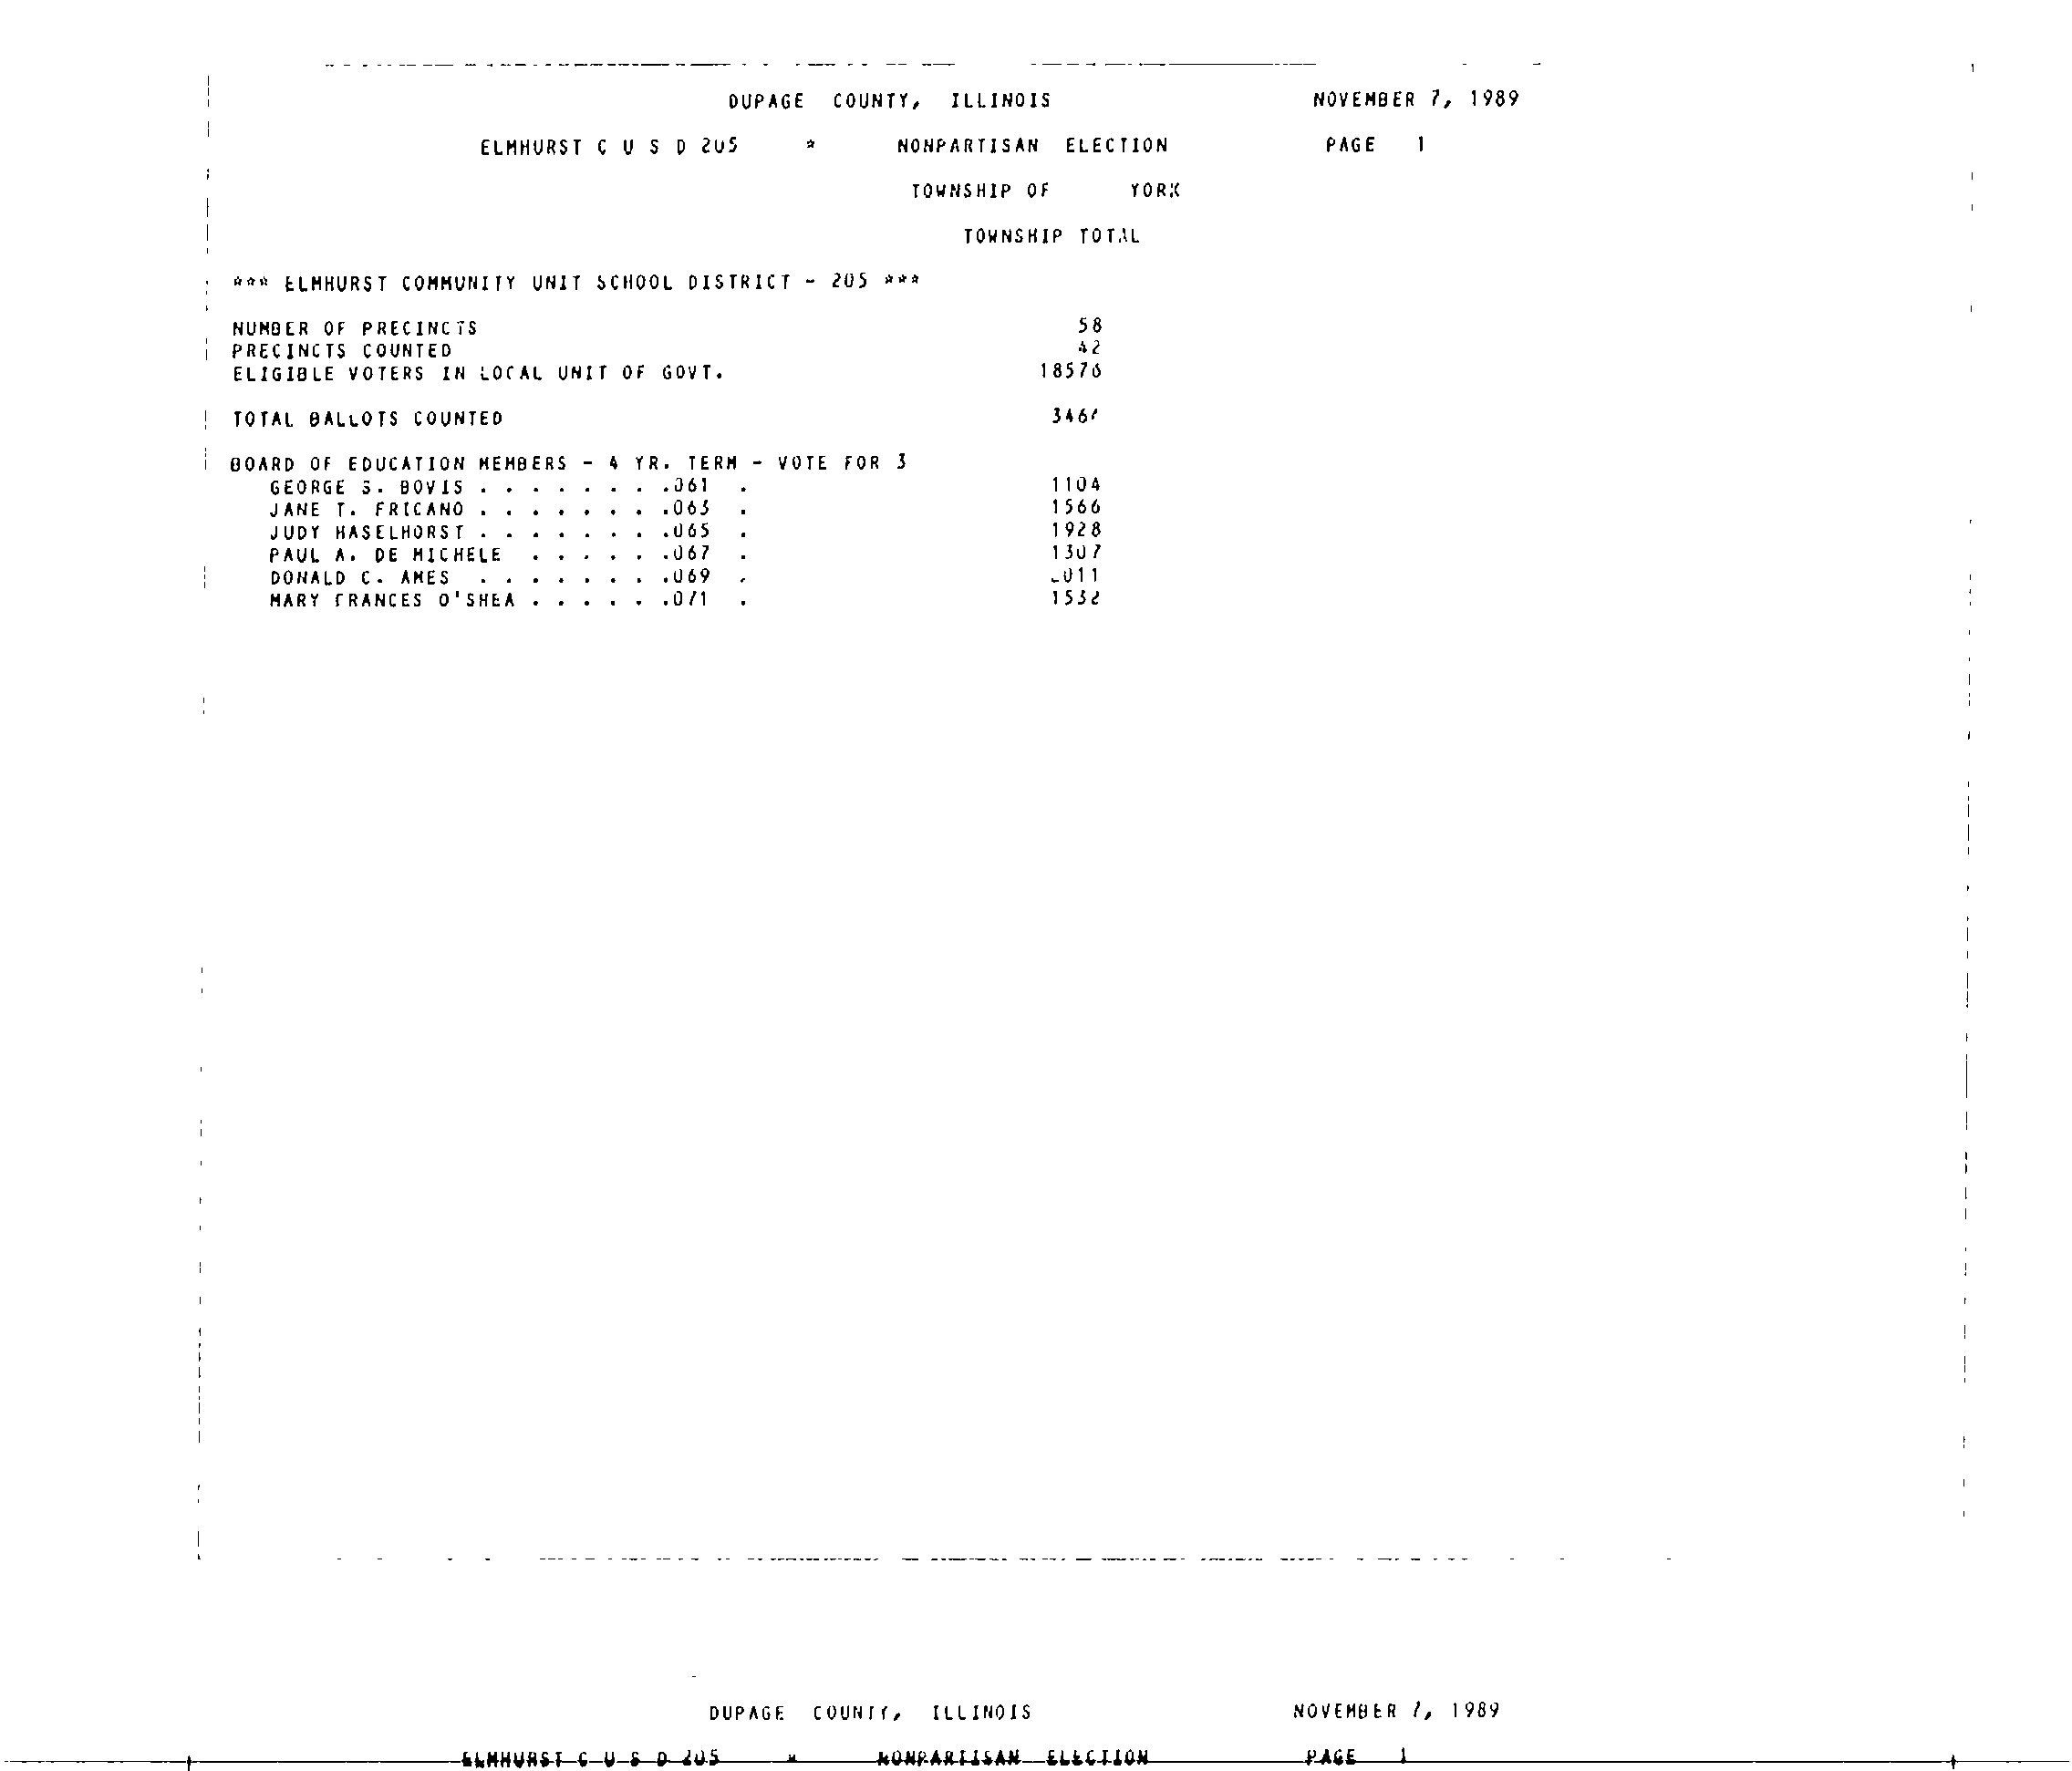 DUPAGE COUNTY, ILLINOIS NOVEMBER 7, 1989
ELMHURST C U S D 205 * NONPARTISAN ELECTION PAGE 1
TOWNSHIP OF YORK
TOWNSHIP TOTAL
*** ELMHURST COMMUNITY UNIT SCHOOL DISTRICT - 205 ***
NUMBER OF PRECINCTS 58
PRECINCTS COUNTED 42
ELIGIBLE VOTERS IN LOCAL UNIT OF GOVT. 18576
TOTAL BALLOTS COUNTED
BOARD OF EDUCATION MEMBERS - 4 YR. TERM - VOTE FOR 3
GEORGE S. BOVIS . . . . . . . .061 . 1104
JANE T. FRICANO . . . . . . . .063 . 1566
JUDY HASELHORST . . . . . . . .065 . 1928
PAUL A. DE MICHELE . . . . . .067 . 1307
DONALD C. AMES . . . . . . . .069 .
MARY FRANCES O'SHEA . . . . . .071 . 1532
DUPAGE COUNTY, ILLINOIS NOVEMBER 7, 1989
ELMHURST C U S D 205 * NONPARTISAN ELECTION PAGE 1